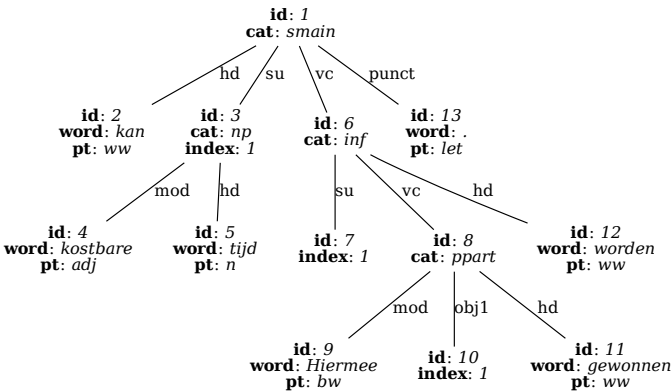 id: 1
cat: smain
hd su vc punct
id: 2
word: kan
pt: ww
id: 3
cat: np
index: 1
id: 6
cat: inf
id: 13
word: .
pt: let
mod hd su vc hd
id: 4
word: kostbare
pt: adj
id: 5
word: tijd
pt: n
id: 7
index: 1
id: 8
cat: ppart
id: 12
word: worden
pt: ww
mod obj1 hd
id: 9
word: Hiermee
pt: bw
id: 10
index: 1
id: 11
word: gewonnen
pt: ww